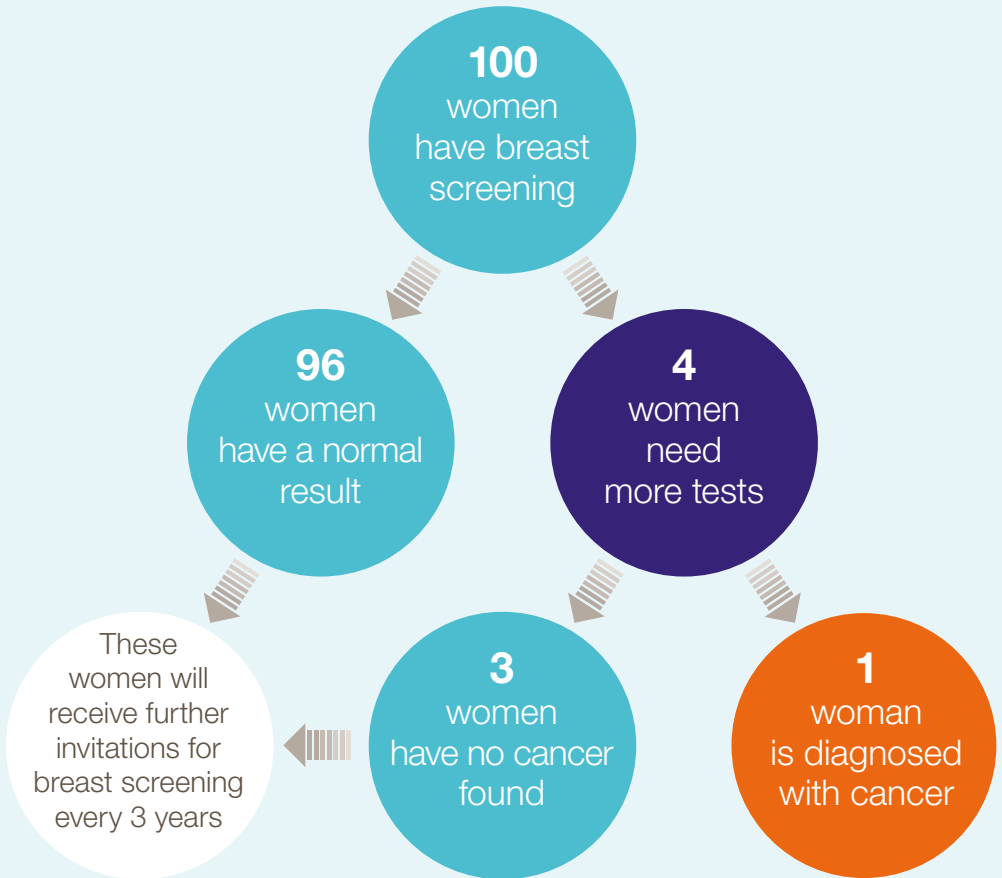 100
women
have breast
screening
96
women
have a normal
result
4
women
need
more tests
These
women will
receive further
invitations for
breast screening
every 3 years
3
women
have no cancer
found
1
woman
is diagnosed
with cancer